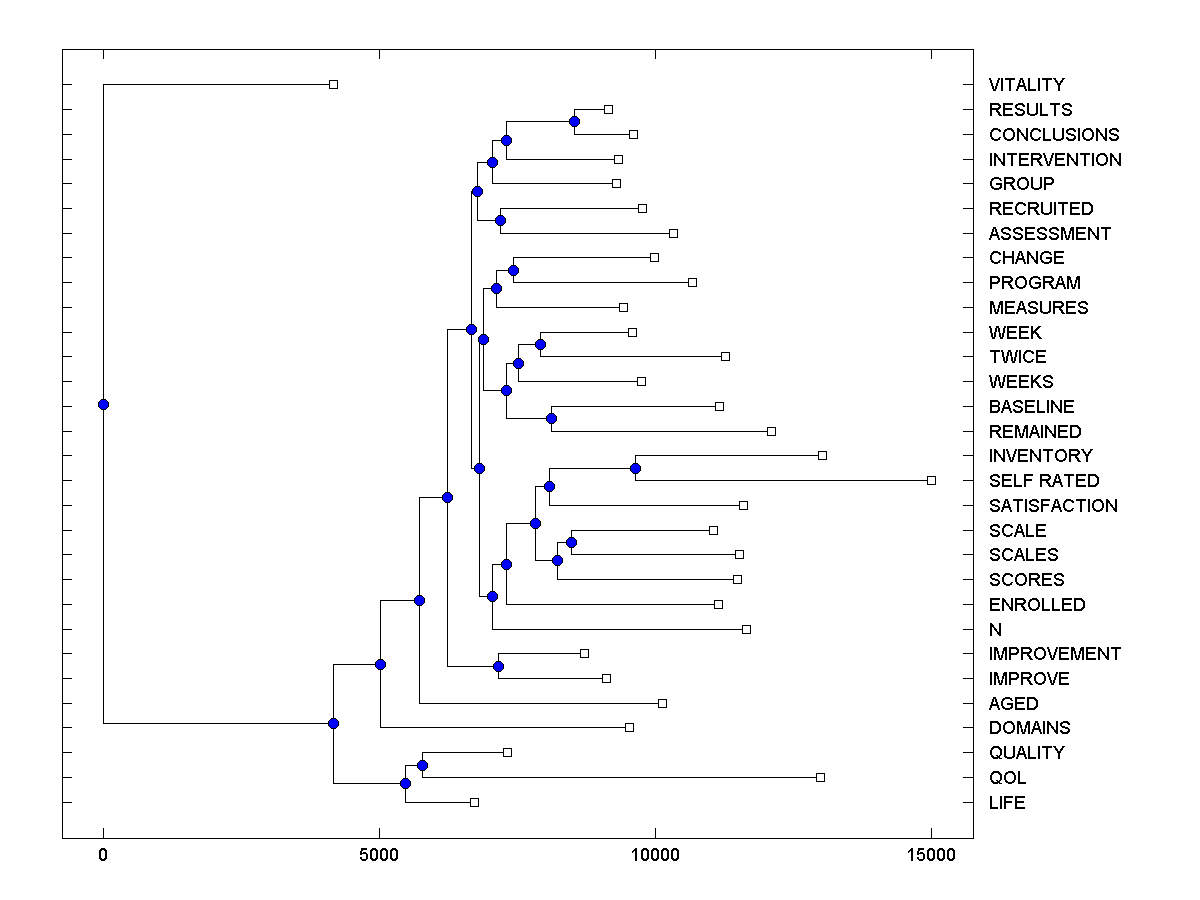 VITALITY
RESULTS
CONCLUSIONS
INTERVENTION
GROUP
RECRUITED
ASSESSMENT
CHANGE
PROGRAM
MEASURES
WEEK
TWICE
WEEKS
BASELINE
REMAINED
INVENTORY
SELF RATED
SATISFACTION
SCALE
SCALES
SCORES
ENROLLED
N
IMPROVEMENT
IMPROVE
AGED
DOMAINS
QUALITY
QOL
LIFE
0 5000 10000 15000